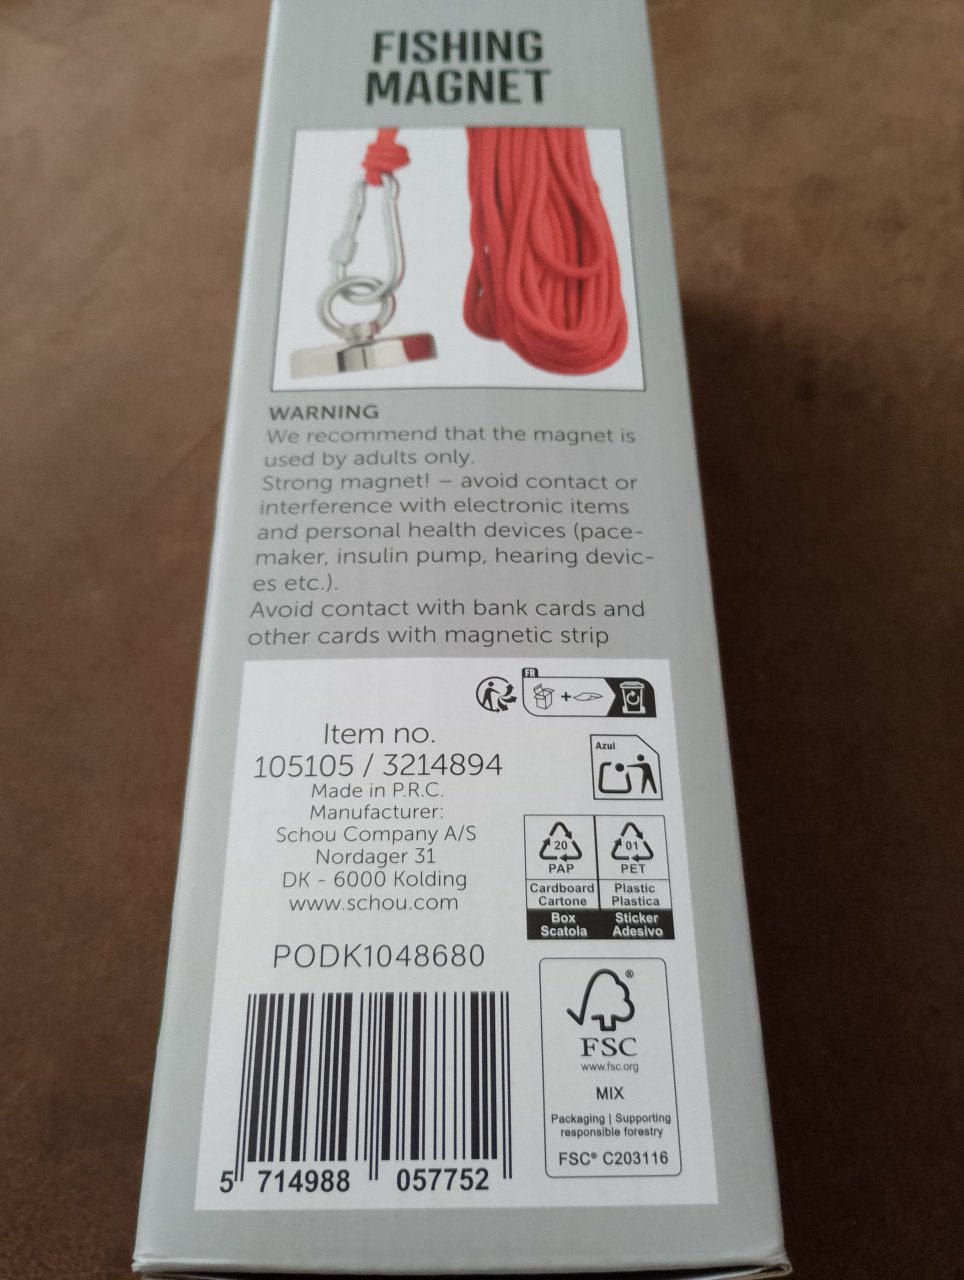 FISHING
MAGNET
WARNING
We recommend that the magnet is
used by adults only.
Strong magnet! – avoid contact or
interference with electronic items
and personal health devices (pace-
maker, insulin pump, hearing devic-
es etc.).
Avoid contact with bank cards and
other cards with magnetic strip
FR
Item no.
105105 / 3214894
Made in P.R.C.
Manufacturer:
Schou Company A/S
Nordager 31
DK - 6000 Kolding
www.schou.com
PODK1048680
5 714988 057752
Azul
20 01
PAP PET
Cardboard Plastic
Cartone Plastica
Box Sticker
Scatola Adesivo
®
FSC
www.fsc.org
MIX
Packaging | Supporting
responsible forestry
FSC® C203116